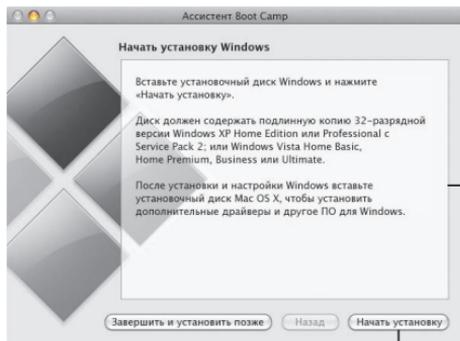 Ассистент Boot Camp
Начать установку Windows
Вставьте установочный диск Windows и нажмите
«Начать установку».
Диск должен содержать подлинную копию 32-разрядной
версии Windows XP Home Edition или Professional с
Service Pack 2; или Windows Vista Home Basic,
Home Premium, Business или Ultimate.
После установки и настройки Windows вставьте
установочный диск Mac OS X, чтобы установить
дополнительные драйверы и другое ПО для Windows.
Завершить и установить позже Назад Начать установку